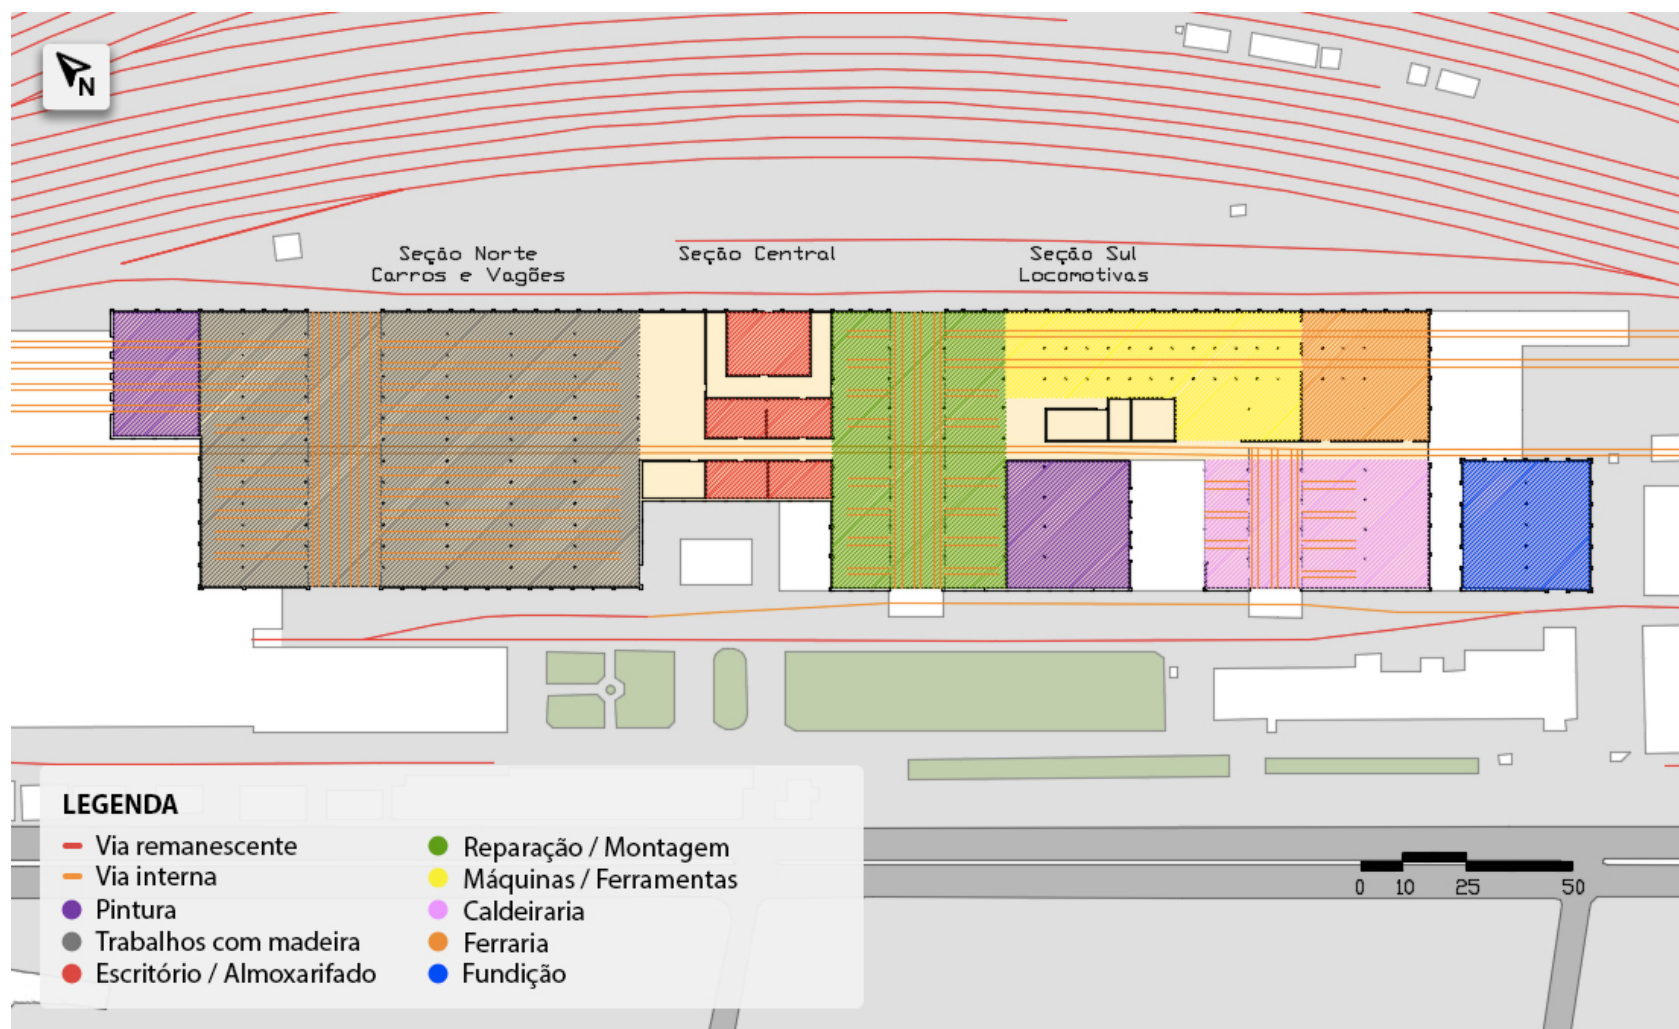 N
Seção Norte
Carros e Vagões
Seção Central
Seção Sul
Locomotivas
LEGENDA
Via remanescente
Via interna
Pintura
Trabalhos com madeira
Escritório / Almoxarifado
Reparação / Montagem
Máquinas / Ferramentas
Caldeiraria
Ferraria
Fundição
0 10 25 50